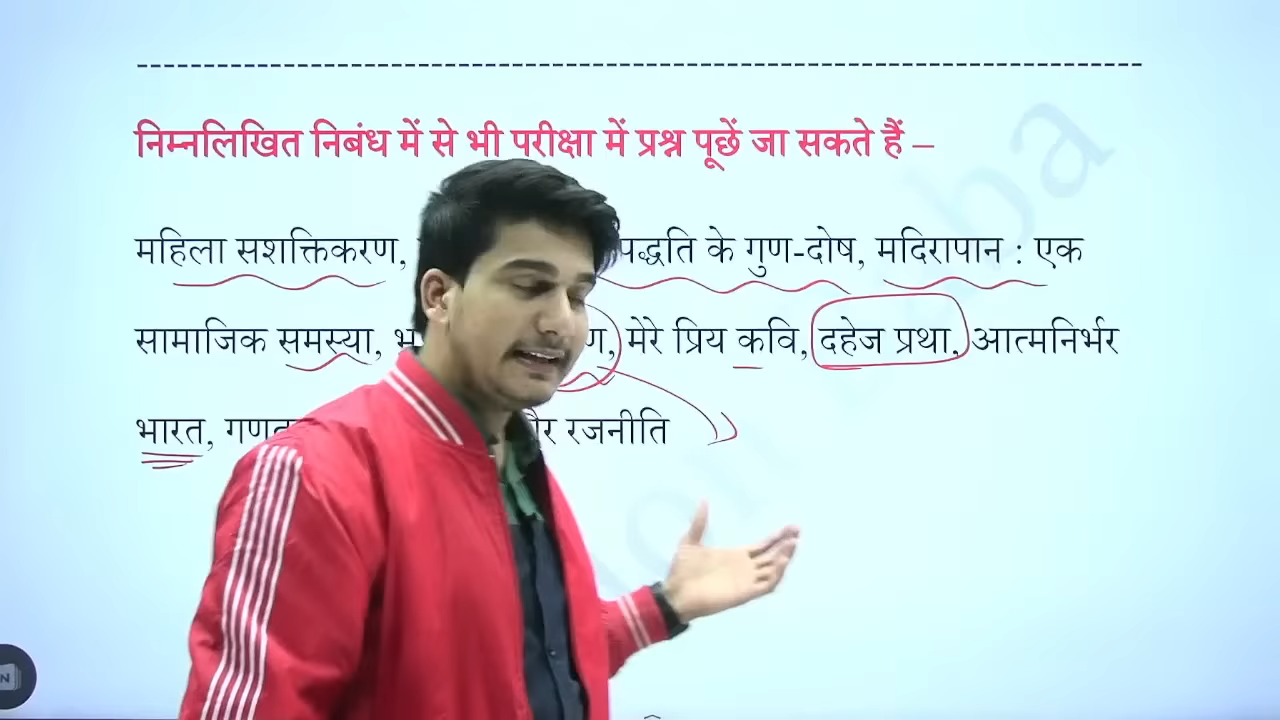 निम्नलिखित निबंध में से भी परीक्षा में प्रश्न पूछें जा सकते हैं –
महिला सशक्तिकरण, पद्धति के गुण-दोष, मदिरापान : एक
सामाजिक समस्या, मेरे प्रिय कवि, दहेज प्रथा, आत्मनिर्भर
भारत, रजनीति